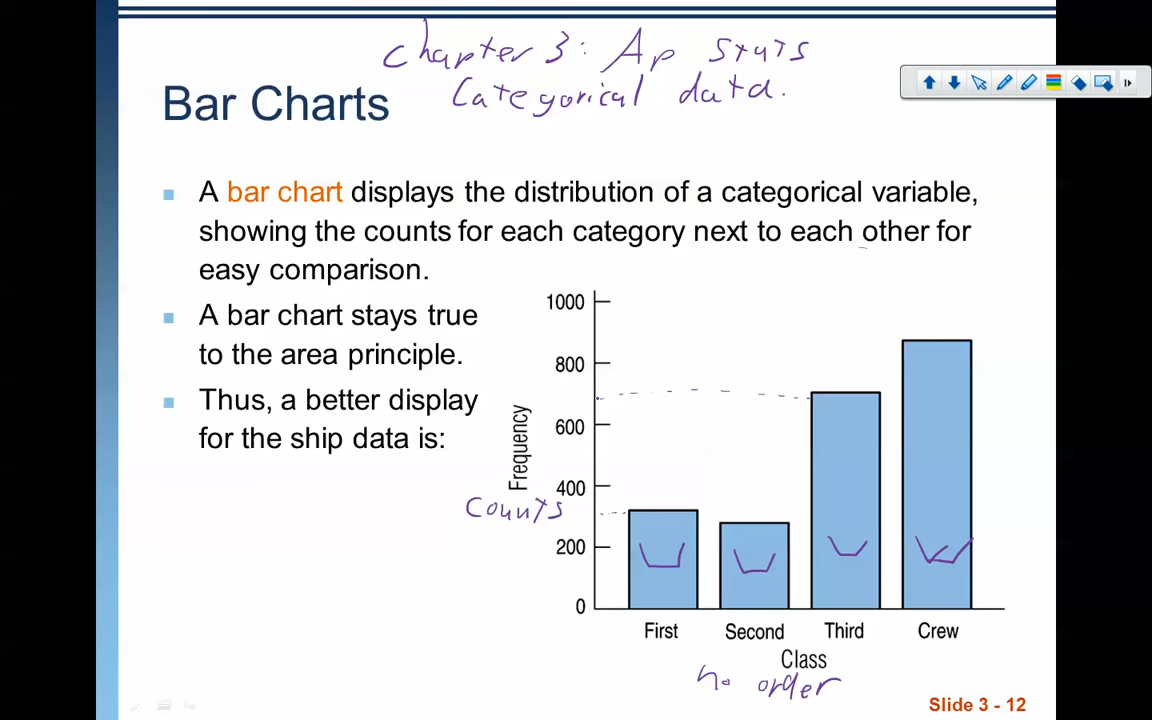 chapter 3: Ap stats
Categorical data.
Bar Charts
A bar chart displays the distribution of a categorical variable,
showing the counts for each category next to each other for
easy comparison.
A bar chart stays true
to the area principle.
Thus, a better display
for the ship data is:
1000
800
600
400
200
0
Frequency
Counts
First Second Third Crew
Class
no order
Slide 3 - 12